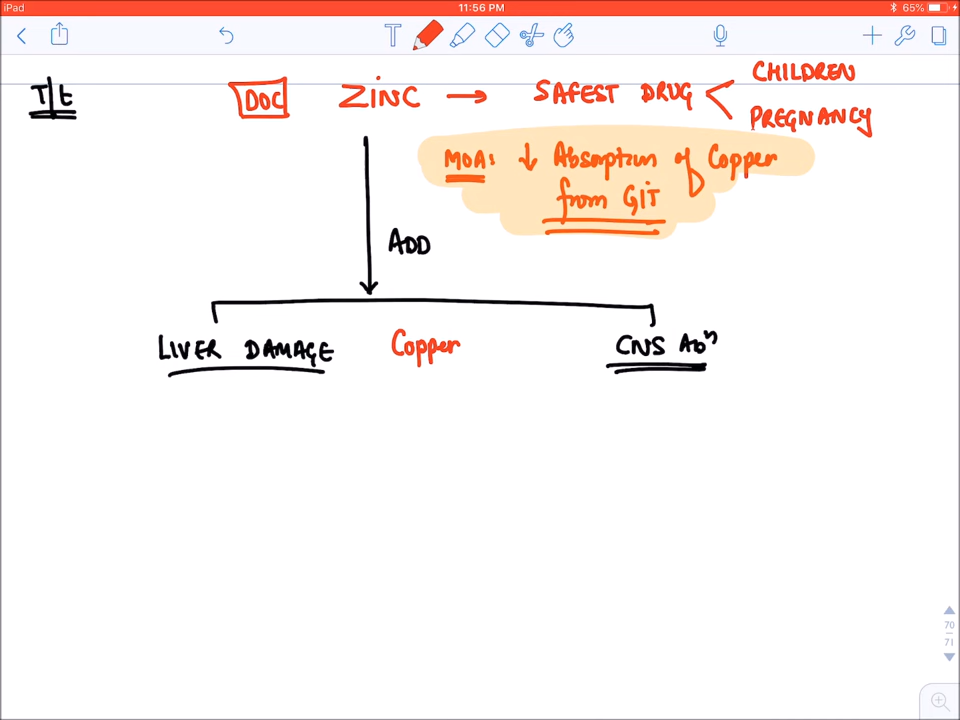 iPad
11:56 PM
65%
T
T/t
DOC ZINC → SAFEST DRUG
CHILDREN
PREGNANCY
MOA: ↓ Absorption of Copper
from GIT
ADD
LIVER DAMAGE Copper CNS Abⁿ
70
71